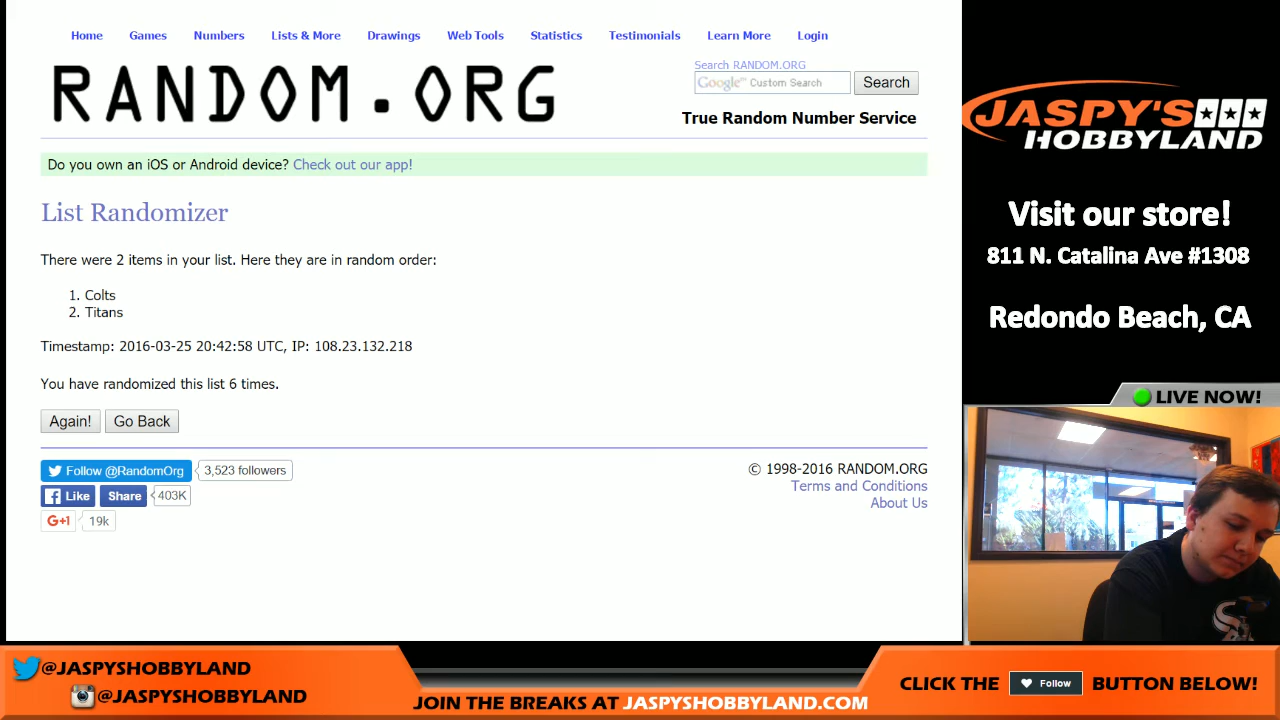 Home Games Numbers Lists & More Drawings Web Tools Statistics Testimonials Learn More Login
RANDOM.ORG
Search RANDOM.ORG
Google™ Custom Search Search
True Random Number Service
Do you own an iOS or Android device? Check out our app!
List Randomizer
There were 2 items in your list. Here they are in random order:
1. Colts
2. Titans
Timestamp: 2016-03-25 20:42:58 UTC, IP: 108.23.132.218
You have randomized this list 6 times.
Again! Go Back
Follow @RandomOrg 3,523 followers
Like Share 403K
G+1 19k
© 1998-2016 RANDOM.ORG
Terms and Conditions
About Us
JASPY'S
HOBBYLAND
Visit our store!
811 N. Catalina Ave #1308
Redondo Beach, CA
LIVE NOW!
@JASPYSHOBBYLAND
@JASPYSHOBBYLAND
JOIN THE BREAKS AT JASPYSHOBBYLAND.COM
CLICK THE Follow BUTTON BELOW!